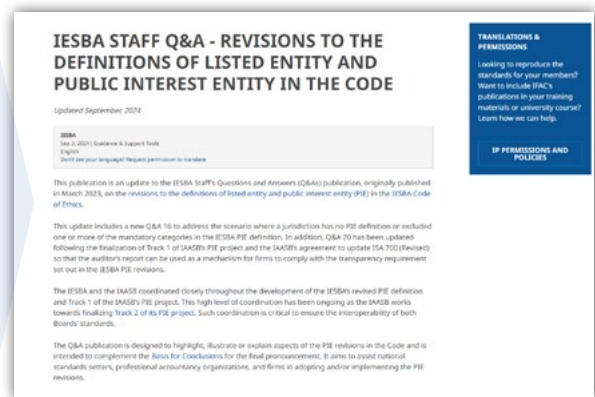 IESBA STAFF Q&A - REVISIONS TO THE
DEFINITIONS OF LISTED ENTITY AND
PUBLIC INTEREST ENTITY IN THE CODE
Updated September 2024
IESBA
Sep 3, 2024 | Guidance & Support Tools
English
Don't see your language? Request permission to translate
This publication is an update to the IESBA Staff's Questions and Answers (Q&As) publication, originally published
in March 2023, on the revisions to the definitions of listed entity and public interest entity (PIE) in the IESBA Code
of Ethics.
This update includes a new Q&A 16 to address the scenario where a jurisdiction has no PIE definition or excluded
one or more of the mandatory categories in the IESBA PIE definition. In addition, Q&A 20 has been updated
following the finalization of Track 1 of IAASB's PIE project and the IAASB's agreement to update ISA 700 (Revised)
so that the auditor's report can be used as a mechanism for firms to comply with the transparency requirement
set out in the IESBA PIE revisions.
The IESBA and the IAASB coordinated closely throughout the development of the IESBA's revised PIE definition
and Track 1 of the IAASB's PIE project. This high level of coordination has been ongoing as the IAASB works
towards finalizing Track 2 of its PIE project. Such coordination is critical to ensure the interoperability of both
Boards' standards.
The Q&A publication is designed to highlight, illustrate or explain aspects of the PIE revisions in the Code and is
intended to complement the Basis for Conclusions for the final pronouncement. It aims to assist national
standards setters, professional accountancy organizations, and firms in adopting and/or implementing the PIE
revisions.
TRANSLATIONS &
PERMISSIONS
Looking to reproduce the
standards for your members?
Want to include IFAC's
publications in your training
materials or university course?
Learn how we can help.
IP PERMISSIONS AND
POLICIES